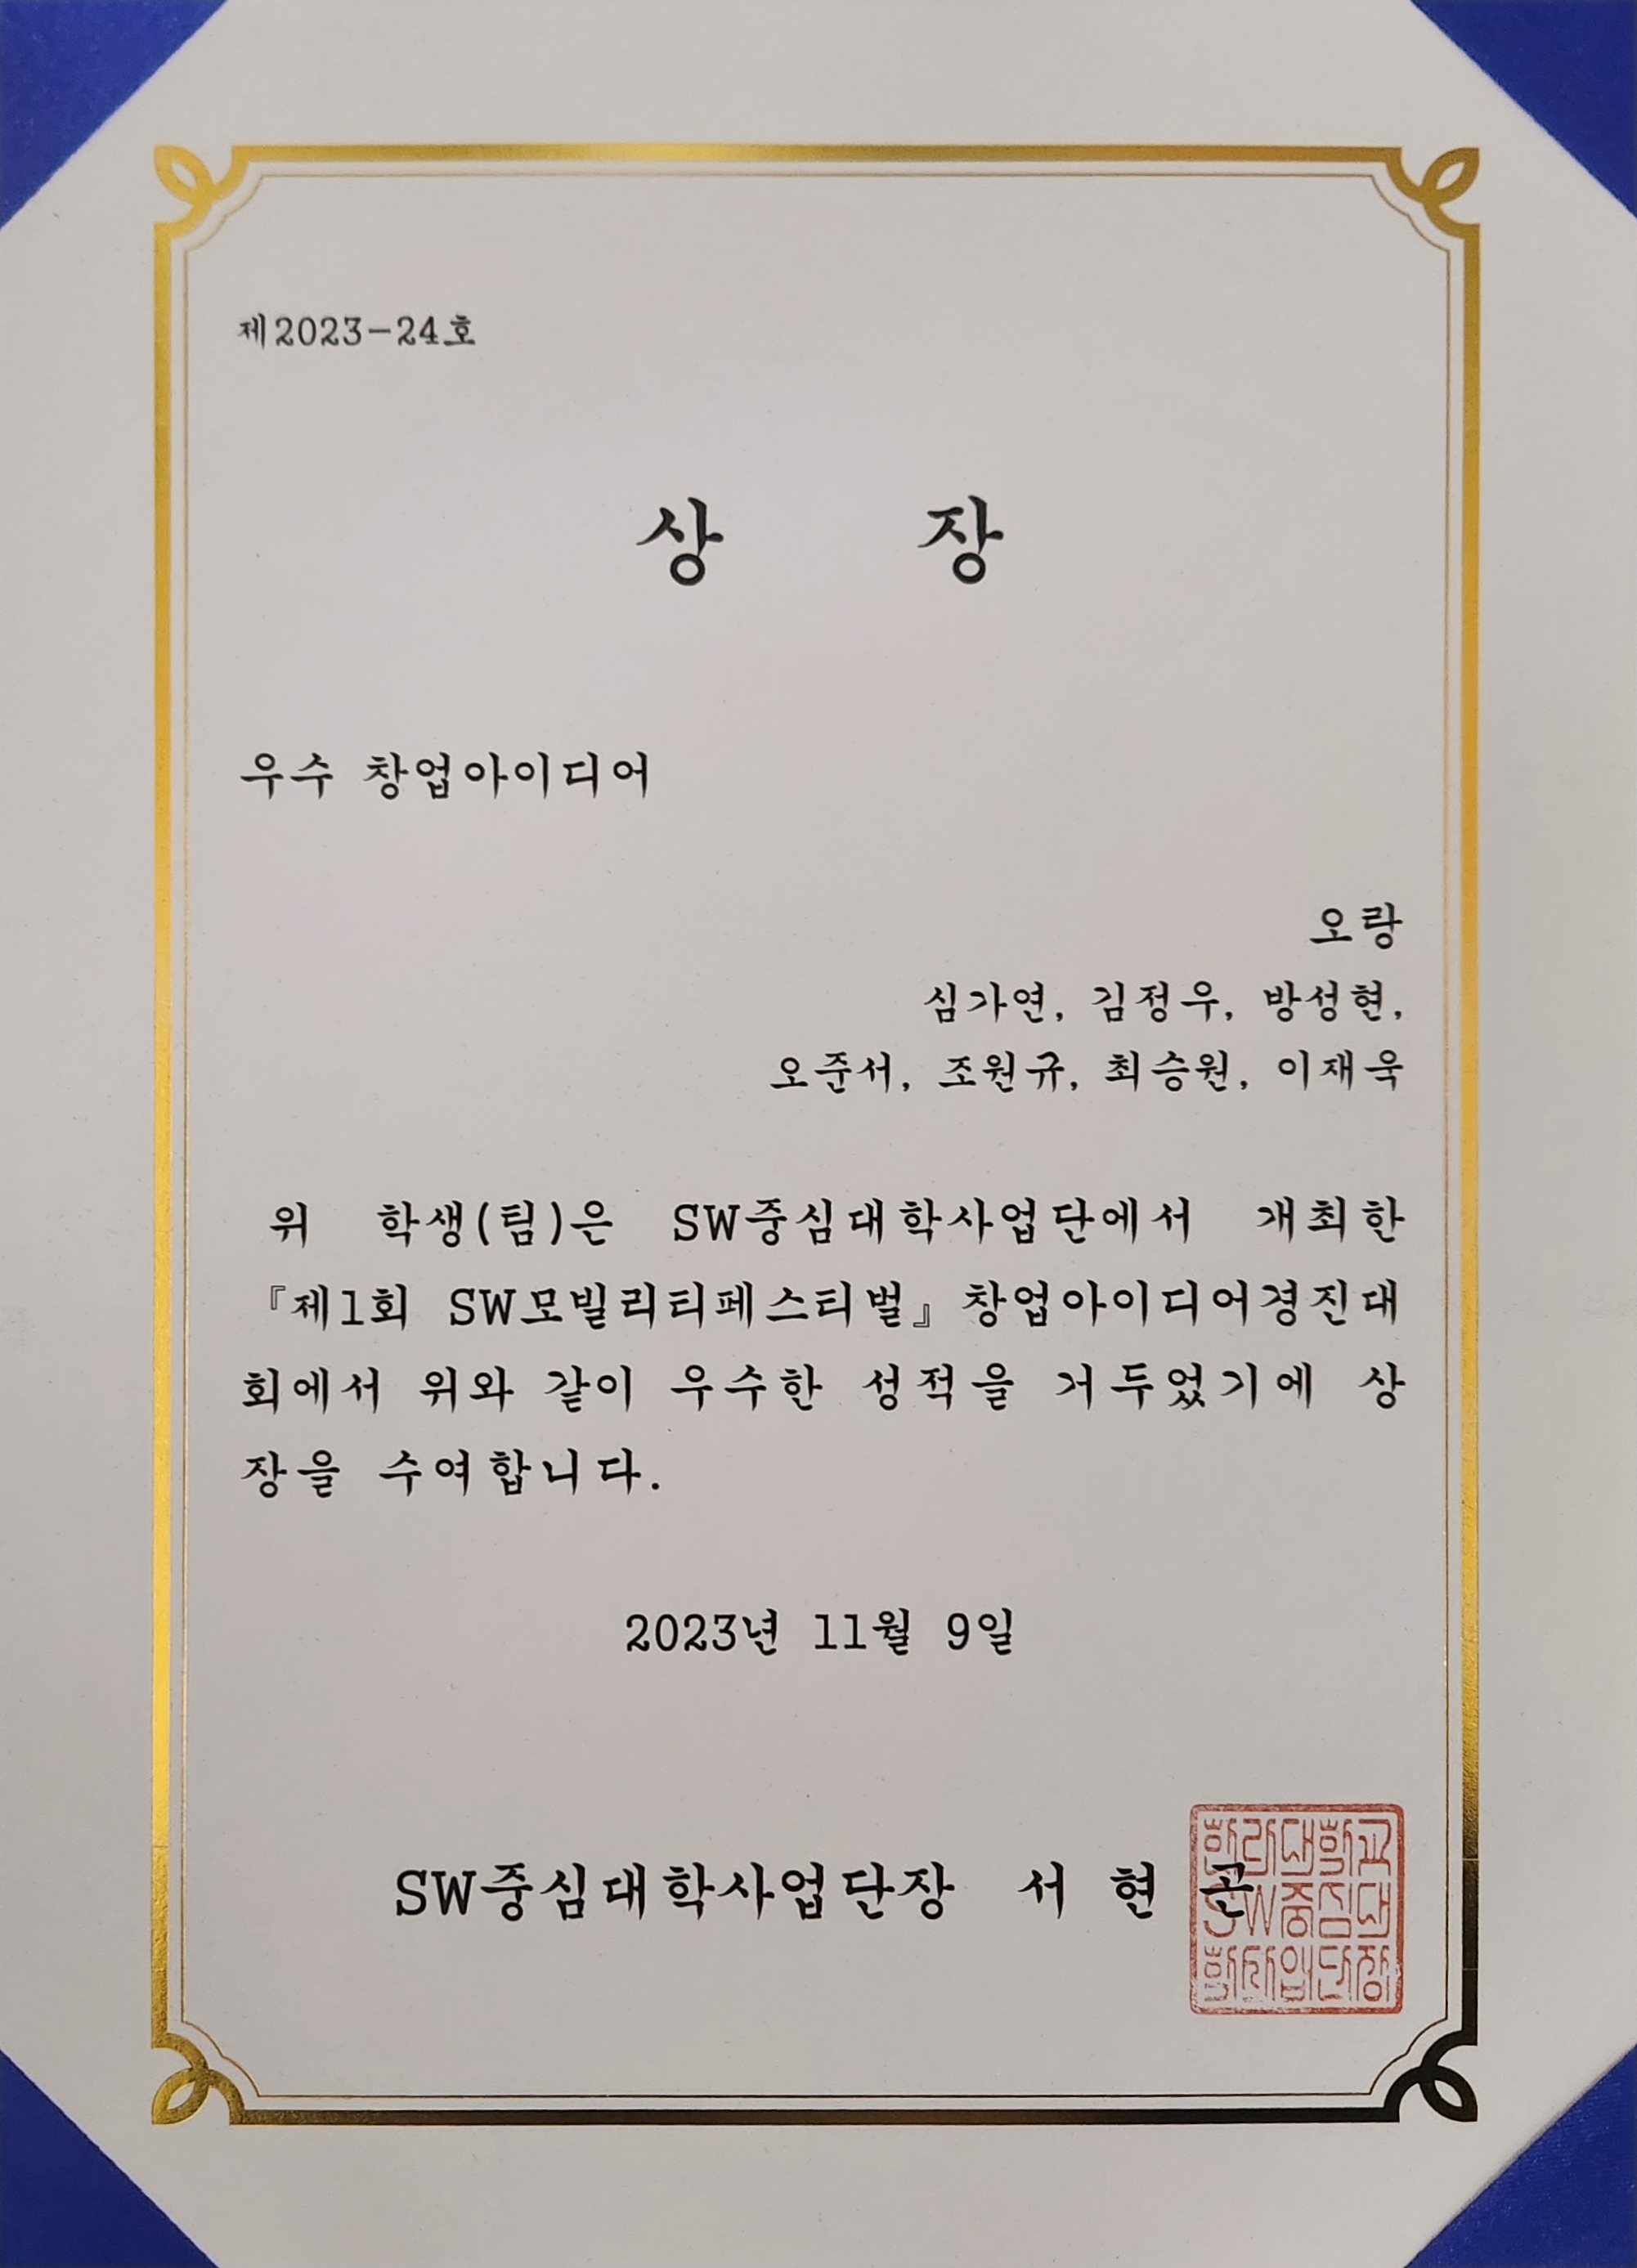 제2023-24호
상 장
우수 창업아이디어
오랑
심가연, 김정우, 방성현,
오준서, 조원규, 최승원, 이재욱
위 학생(팀)은 SW중심대학사업단에서 개최한
『제1회 SW모빌리티페스티벌』창업아이디어경진대
회에서 위와 같이 우수한 성적을 거두었기에 상
장을 수여합니다.
2023년 11월 9일
SW중심대학사업단장 서 현 곤
한라대학교
SW중심대
학사업단장